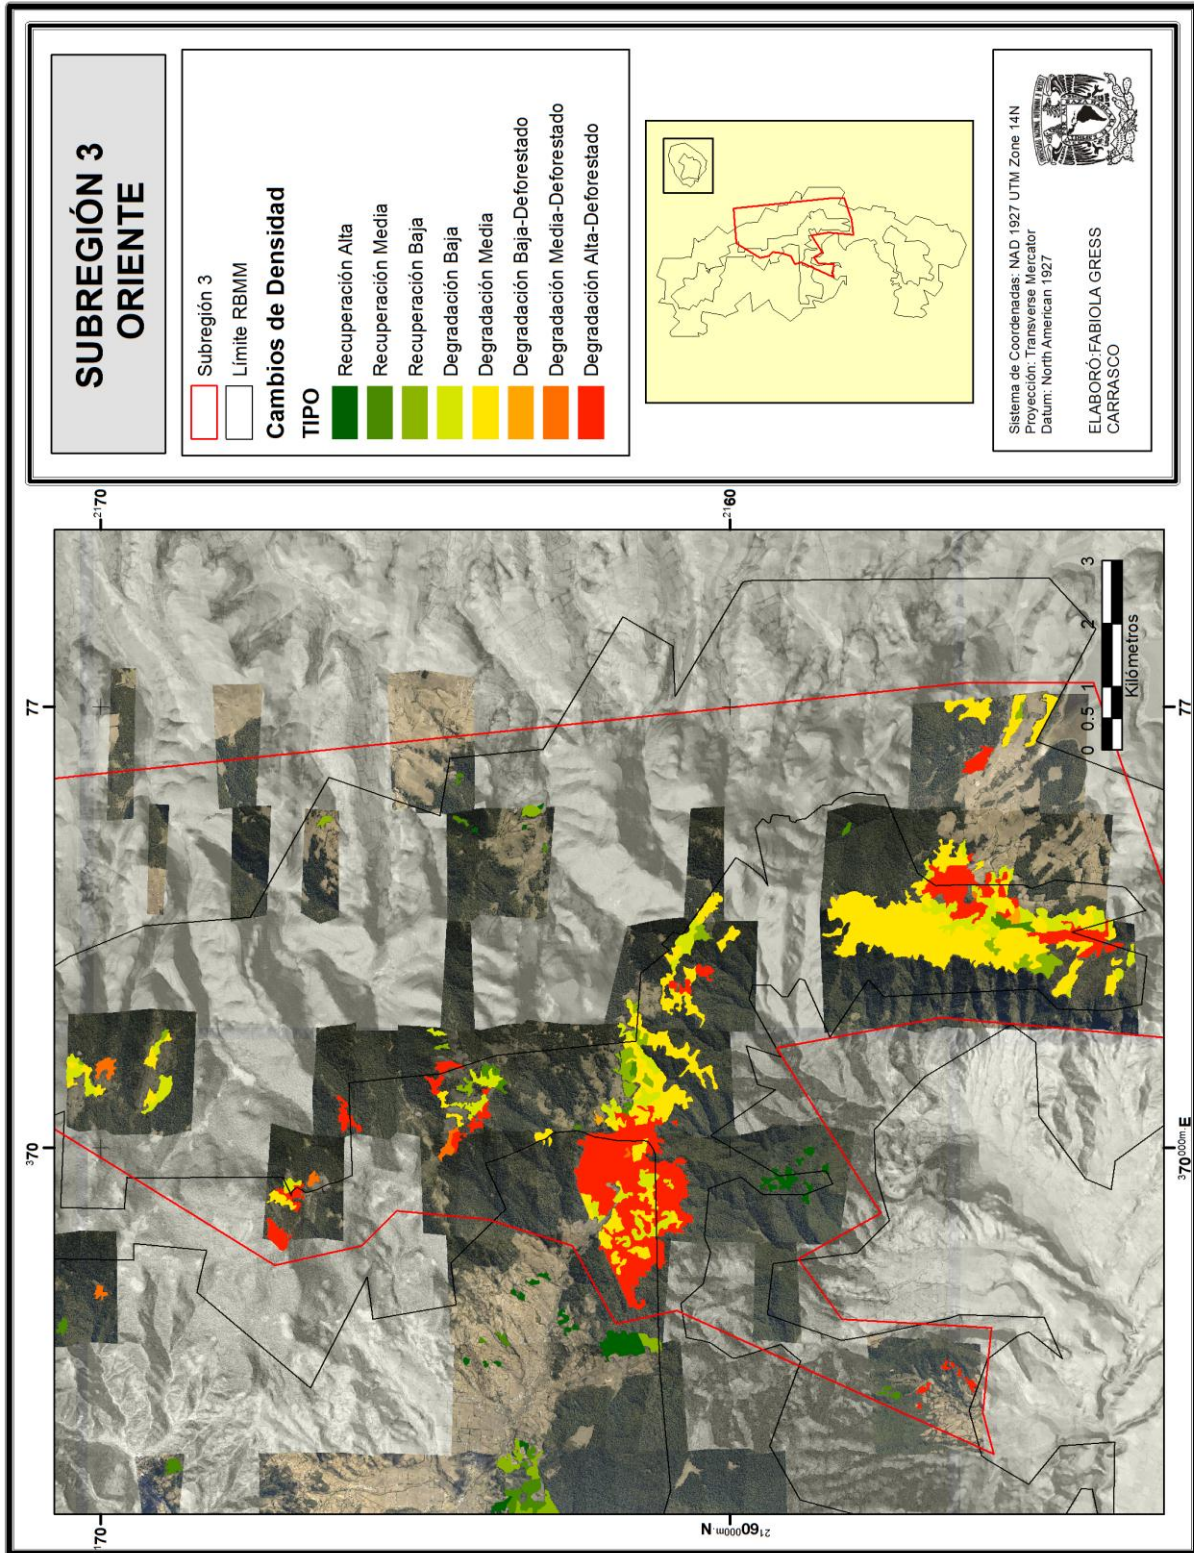 SUBREGIÓN 3
ORIENTE
Subregión 3
Límite RBMM
Cambios de Densidad
TIPO
Recuperación Alta
Recuperación Media
Recuperación Baja
Degradación Baja
Degradación Media
Degradación Baja-Deforestado
Degradación Media-Deforestado
Degradación Alta-Deforestado
Sistema de Coordenadas: NAD 1927 UTM Zone 14N
Proyección: Transverse Mercator
Datum: North American 1927
ELABORÓ:FABIOLA GRESS
CARRASCO
370
77
2170
2160
170
2160000m. N
370000m. E
77
0 0.5 1 2 3
Kilómetros